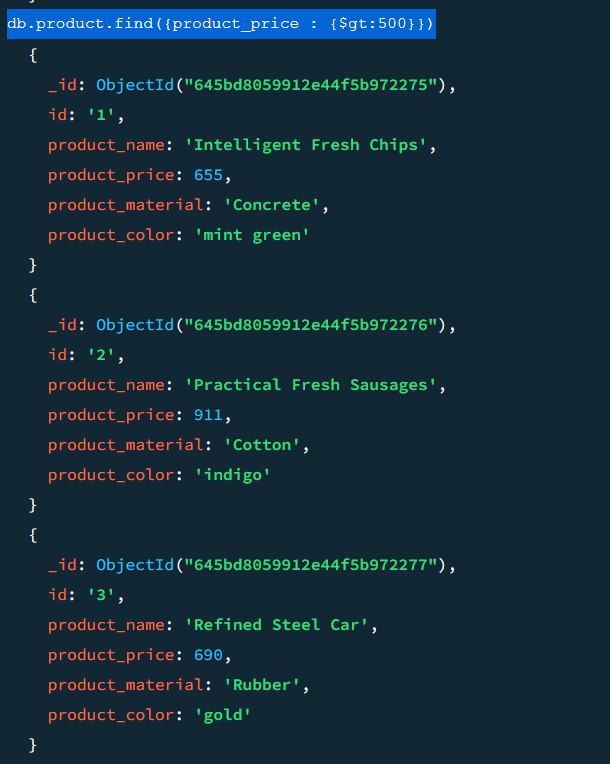 db.product.find({product_price : {$gt:500}})
{
_id: ObjectId("645bd8059912e44f5b972275"),
id: '1',
product_name: 'Intelligent Fresh Chips',
product_price: 655,
product_material: 'Concrete',
product_color: 'mint green'
}
{
_id: ObjectId("645bd8059912e44f5b972276"),
id: '2',
product_name: 'Practical Fresh Sausages',
product_price: 911,
product_material: 'Cotton',
product_color: 'indigo'
}
{
_id: ObjectId("645bd8059912e44f5b972277"),
id: '3',
product_name: 'Refined Steel Car',
product_price: 690,
product_material: 'Rubber',
product_color: 'gold'
}